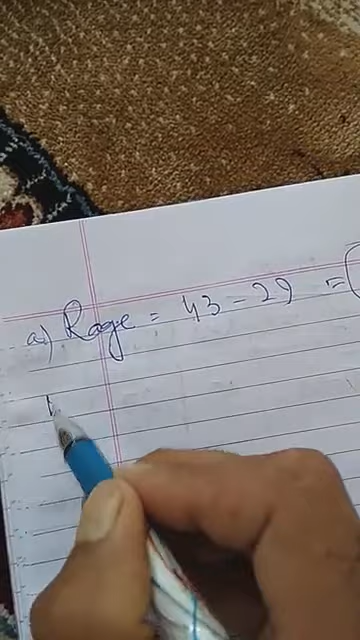 a) Rage = 43 - 29 =